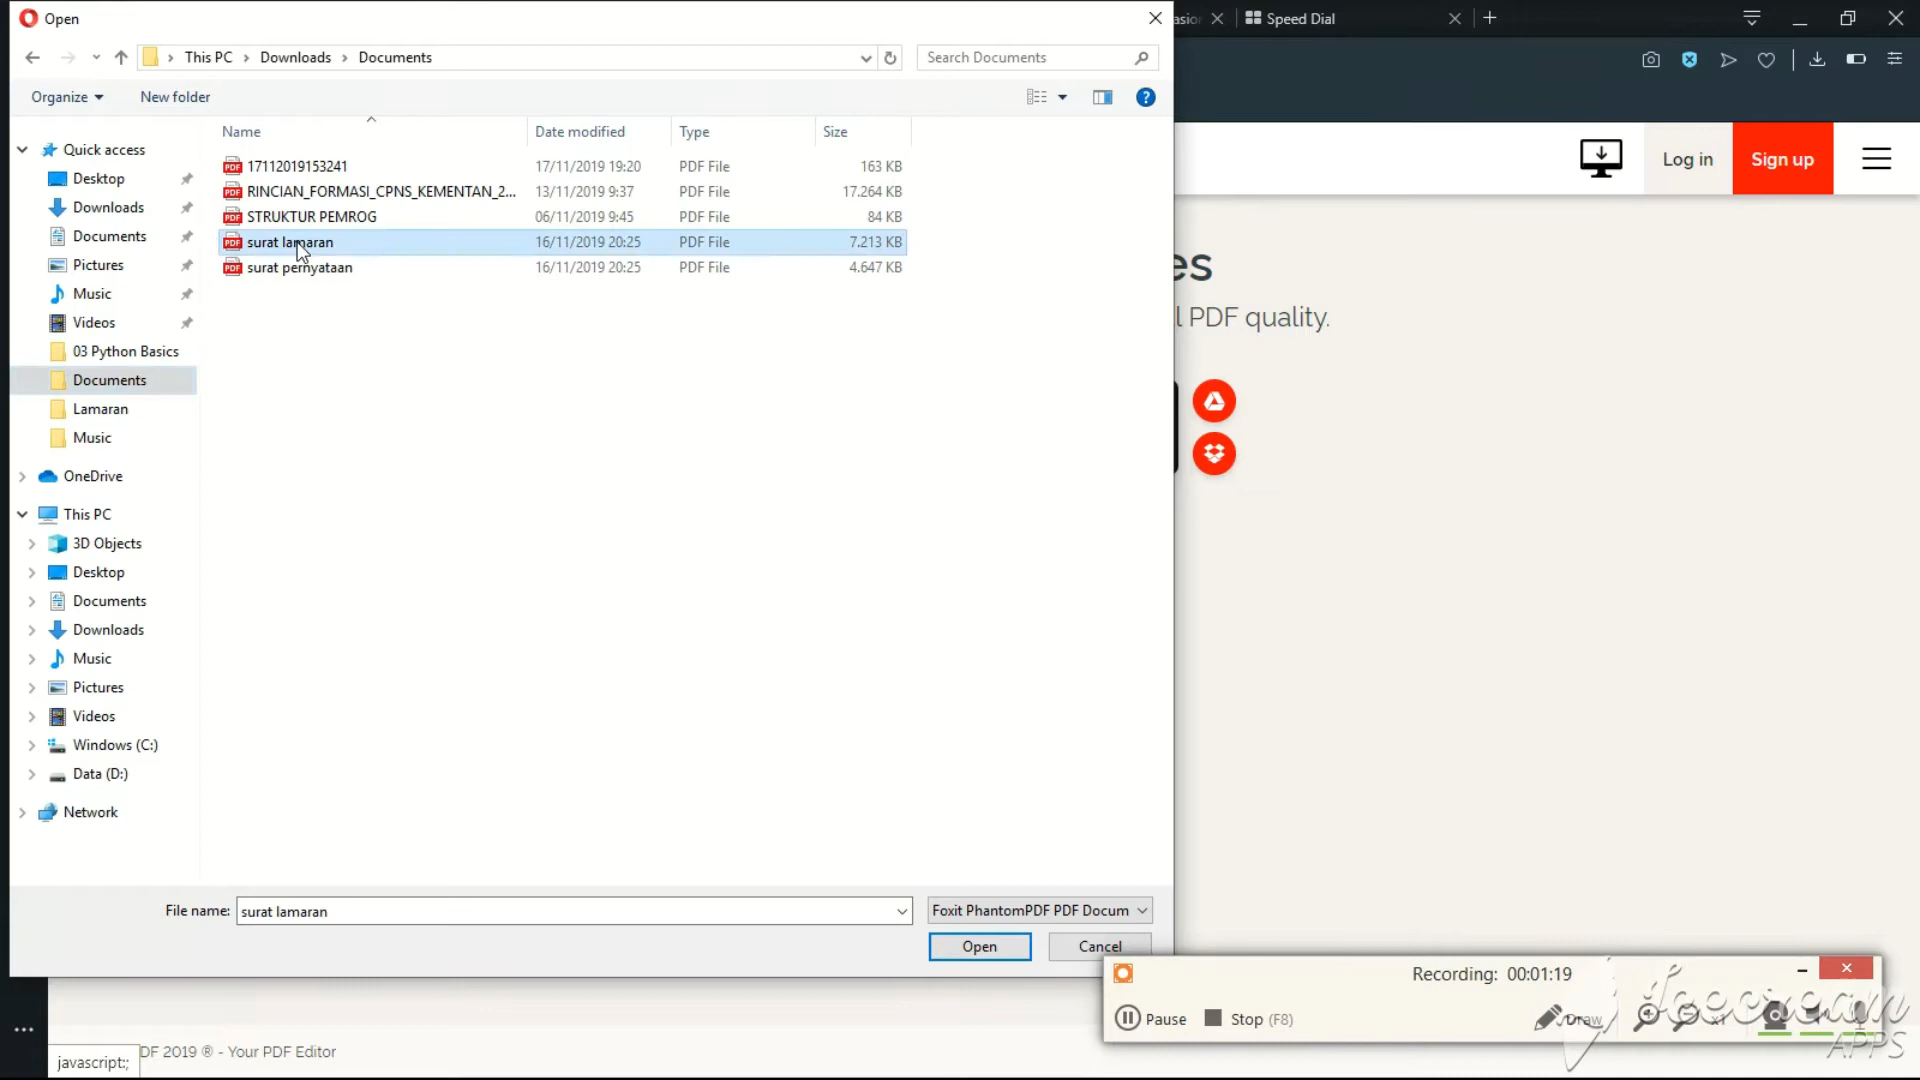 Open
asion
Speed Dial
This PC
Downloads
Documents
Search Documents
Organize
New folder
Log in
Sign up
Name
Date modified
Type
Size
17112019153241 17/11/2019 19:20 PDF File 163 KB
RINCIAN_FORMASI_CPNS_KEMENTAN_2... 13/11/2019 9:37 PDF File 17.264 KB
STRUKTUR PEMROG 06/11/2019 9:45 PDF File 84 KB
surat lamaran 16/11/2019 20:25 PDF File 7.213 KB
surat pernyataan 16/11/2019 20:25 PDF File 4.647 KB
Quick access
Desktop
Downloads
Documents
Pictures
Music
Videos
03 Python Basics
Documents
Lamaran
Music
OneDrive
This PC
3D Objects
Desktop
Documents
Downloads
Music
Pictures
Videos
Windows (C:)
Data (D:)
Network
es
l PDF quality.
File name:
surat lamaran
Foxit PhantomPDF PDF Docum
Open
Cancel
Recording: 00:01:19
Pause
Stop (F8)
Draw
x1
Icecream
APPS
DF 2019 ® - Your PDF Editor
javascript:;